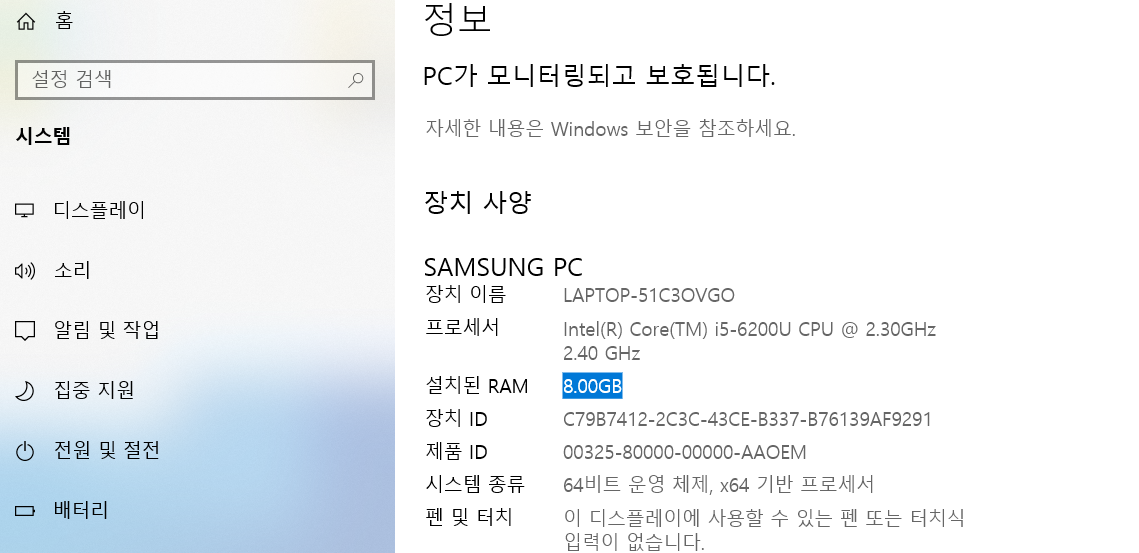 홈
설정 검색
시스템
디스플레이
소리
알림 및 작업
집중 지원
전원 및 절전
배터리
정보
PC가 모니터링되고 보호됩니다.
자세한 내용은 Windows 보안을 참조하세요.
장치 사양
SAMSUNG PC
장치 이름 LAPTOP-51C3OVGO
프로세서 Intel(R) Core(TM) i5-6200U CPU @ 2.30GHz
2.40 GHz
설치된 RAM 8.00GB
장치 ID C79B7412-2C3C-43CE-B337-B76139AF9291
제품 ID 00325-80000-00000-AAOEM
시스템 종류 64비트 운영 체제, x64 기반 프로세서
펜 및 터치 이 디스플레이에 사용할 수 있는 펜 또는 터치식
입력이 없습니다.